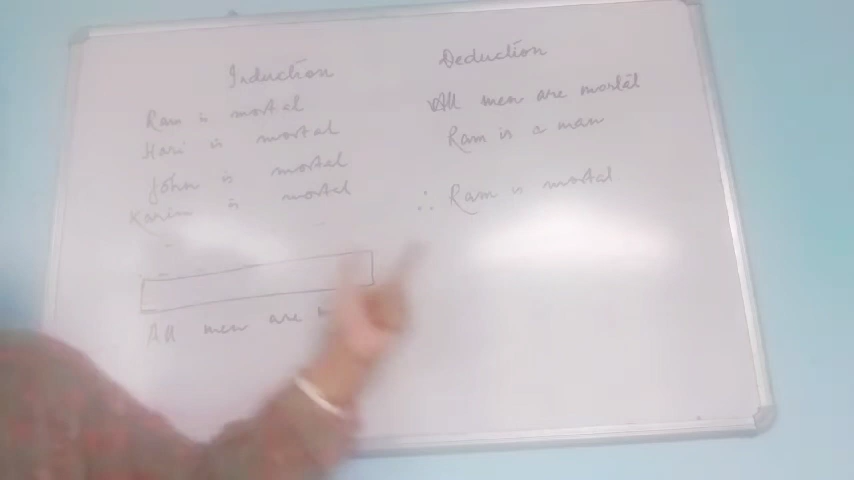 Induction
Ram is mortal
Hari is mortal
John is mortal
Karim is mortal
All men are
Deduction
All men are mortal
Ram is a man
∴ Ram is mortal